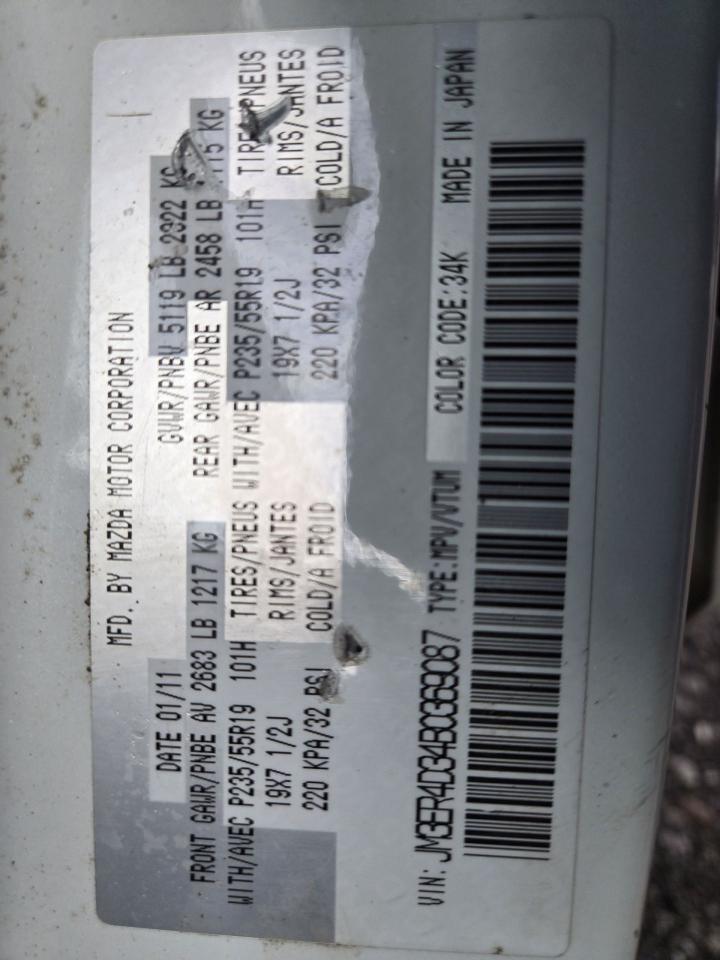 MFD. BY MAZDA MOTOR CORPORATION
DATE 01/11 GVWR/PNBV 5119 LB 2322 KG
FRONT GAWR/PNBE AV 2683 LB 1217 KG REAR GAWR/PNBE AR 2458 LB 1115 KG
WITH/AVEC P235/55R19 101H TIRES/PNEUS WITH/AVEC P235/55R19 101H TIRES/PNEUS
19X7 1/2J RIMS/JANTES 19X7 1/2J RIMS/JANTES
220 KPA/32 PSI COLD/A FROID 220 KPA/32 PSI COLD/A FROID
VIN: JM3ER4D34B0369087 TYPE:MPV/VTUM COLOR CODE:34K MADE IN JAPAN